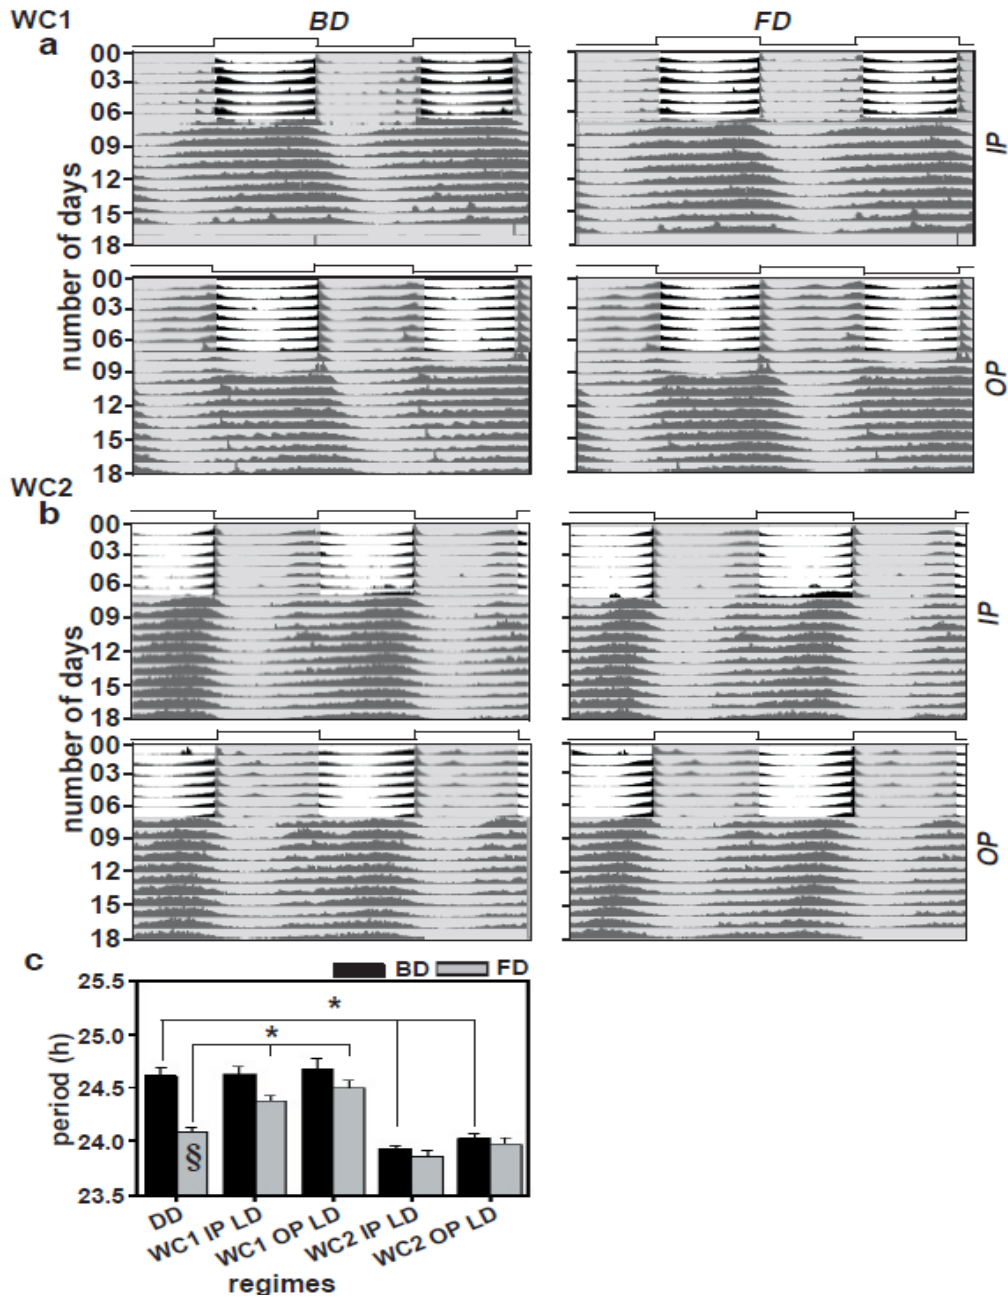 WC1
BD
FD
a
00
03
06
09
12
15
18
IP
number of days
00
03
06
09
12
15
18
OP
WC2
b
00
03
06
09
12
15
18
IP
number of days
00
03
06
09
12
15
18
OP
c
BD FD
25.5
25.0
24.5
24.0
23.5
period (h)
*
*
§
DD
WC1 IP LD
WC1 OP LD
WC2 IP LD
WC2 OP LD
regimes